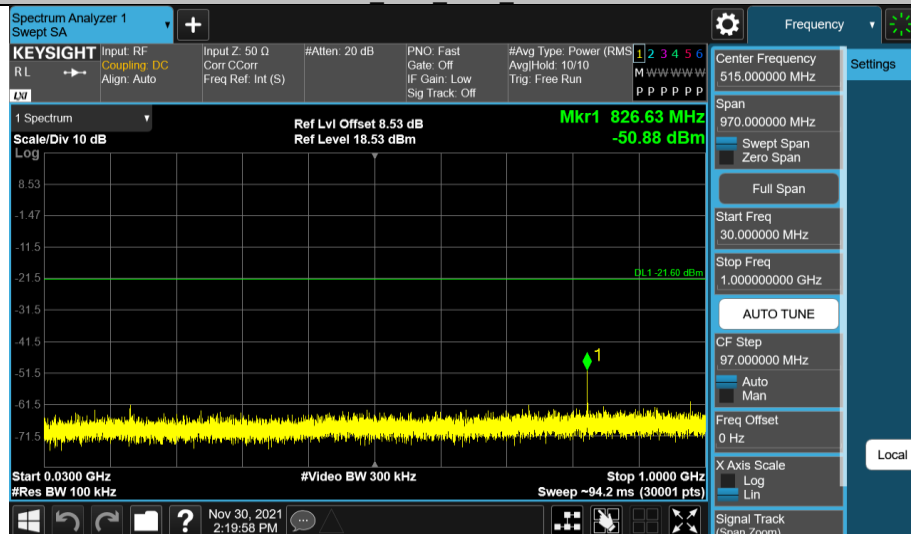 Spectrum Analyzer 1
Swept SA
KEYSIGHT
R L
LXI
Input: RF
Coupling: DC
Align: Auto
Input Z: 50 Ω
Corr CCorr
Freq Ref: Int (S)
#Atten: 20 dB
PNO: Fast
Gate: Off
IF Gain: Low
Sig Track: Off
#Avg Type: Power (RMS
Avg|Hold: 10/10
Trig: Free Run
1 2 3 4 5 6
M W W W W W
P P P P P P
1 Spectrum
Scale/Div 10 dB
Log
Ref Lvl Offset 8.53 dB
Ref Level 18.53 dBm
Mkr1 826.63 MHz
-50.88 dBm
8.53
-1.47
-11.5
-21.5
-31.5
-41.5
-51.5
-61.5
-71.5
DL1 -21.60 dBm
1
Start 0.0300 GHz
#Res BW 100 kHz
#Video BW 300 kHz
Stop 1.0000 GHz
Sweep ~94.2 ms (30001 pts)
?
Nov 30, 2021
2:19:58 PM
Frequency
Settings
Center Frequency
515.000000 MHz
Span
970.000000 MHz
Swept Span
Zero Span
Full Span
Start Freq
30.000000 MHz
Stop Freq
1.000000000 GHz
AUTO TUNE
CF Step
97.000000 MHz
Auto
Man
Freq Offset
0 Hz
X Axis Scale
Log
Lin
Signal Track
(Span Zoom)
Local